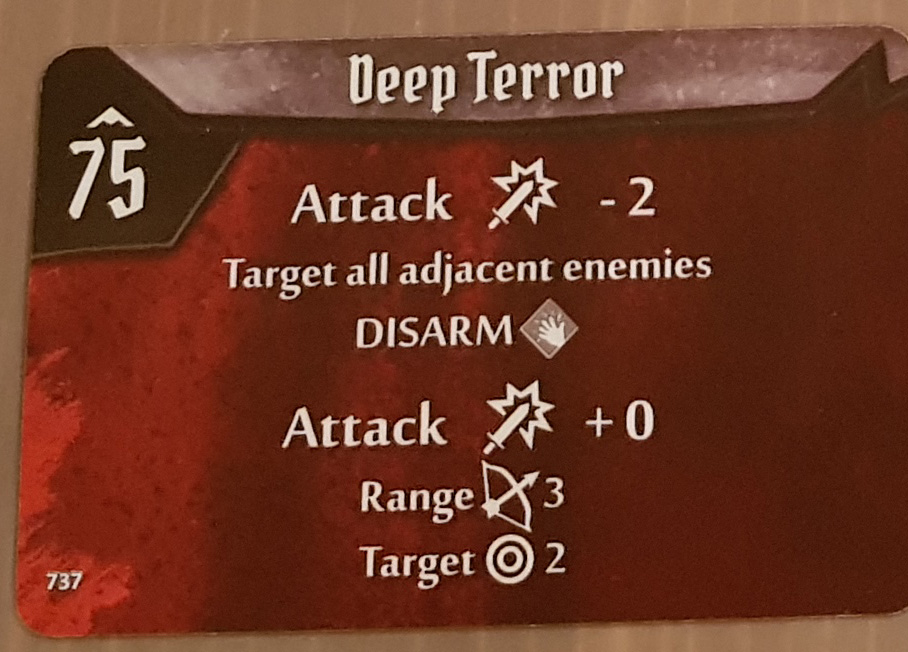 Deep Terror
75
Attack - 2
Target all adjacent enemies
DISARM
Attack + 0
Range 3
Target 2
737